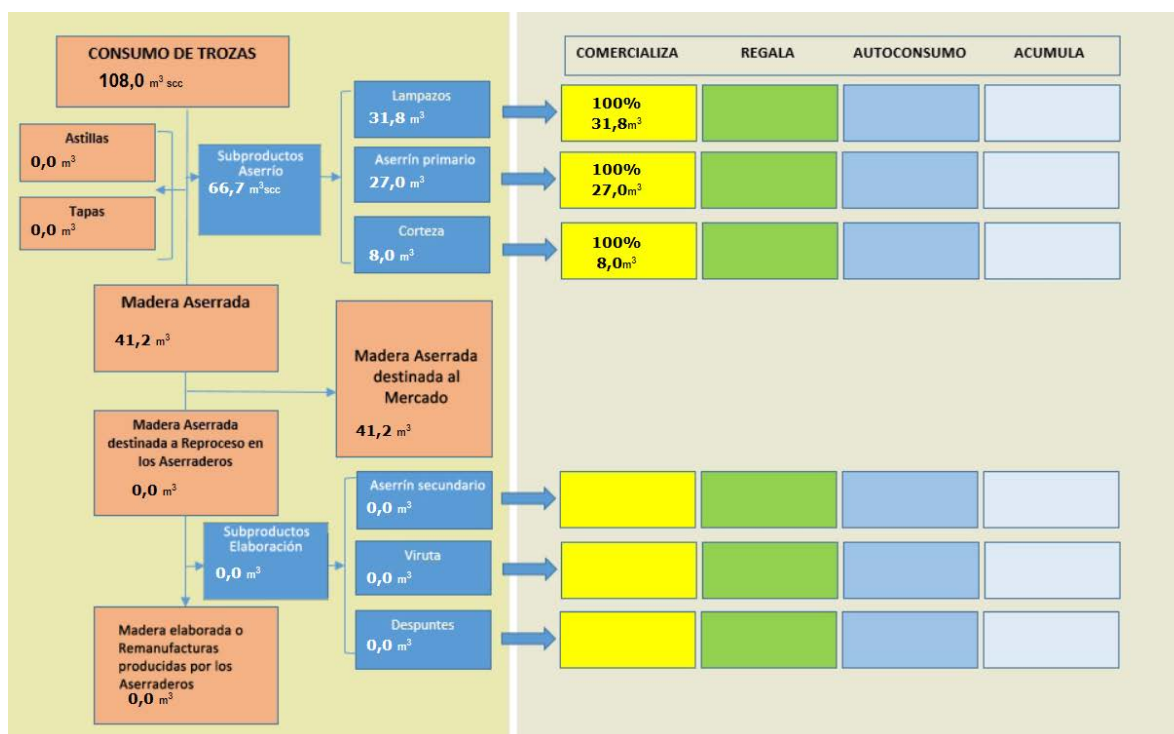 CONSUMO DE TROZAS
108,0 m³ scc
Astillas
0,0 m³
Tapas
0,0 m³
Subproductos
Aserrío
66,7 m³scc
Lampazos
31,8 m³
Aserrín primario
27,0 m³
Corteza
8,0 m³
COMERCIALIZA REGALA AUTOCONSUMO ACUMULA
100%
31,8m³
100%
27,0m³
100%
8,0m³
Madera Aserrada
41,2 m³
Madera Aserrada
destinada al
Mercado
41,2 m³
Madera Aserrada
destinada a Reproceso en
los Aserraderos
0,0 m³
Subproductos
Elaboración
0,0 m³
Aserrín secundario
0,0 m³
Viruta
0,0 m³
Despuntes
0,0 m³
Madera elaborada o
Remanufacturas
producidas por los
Aserraderos
0,0 m³